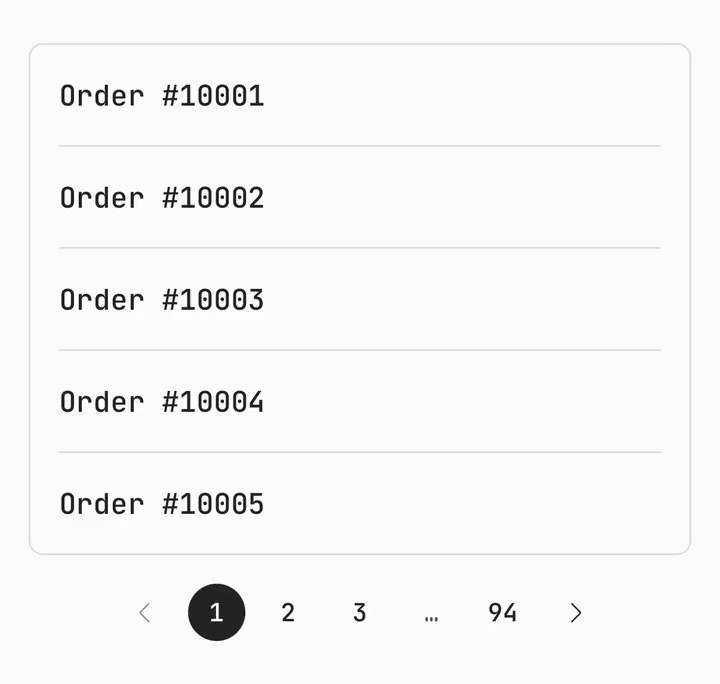 Order #10001
Order #10002
Order #10003
Order #10004
Order #10005
1 2 3 … 94